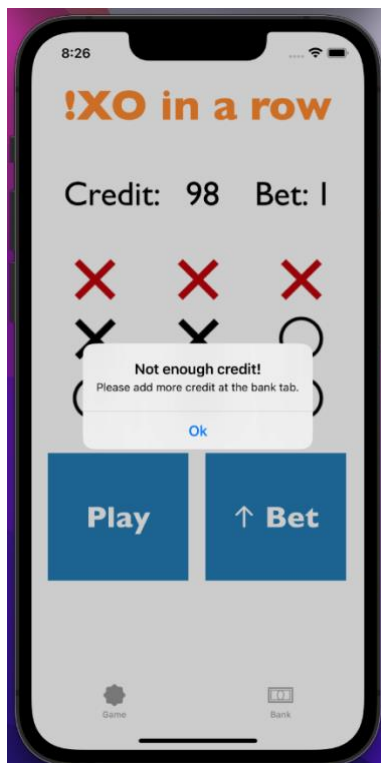 8:26
!XO in a row
Credit: 98 Bet: 1
Not enough credit!
Please add more credit at the bank tab.
Ok
Play ↑ Bet
Game Bank